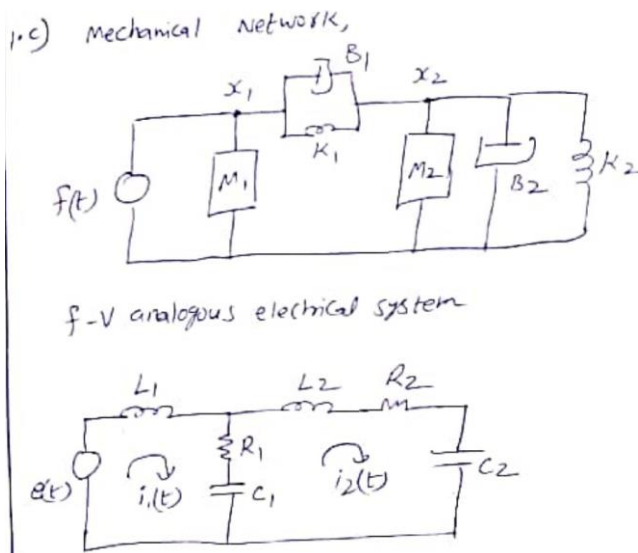 1.c) Mechanical Network,
B1
x1
x2
K1
f(t)
M1
M2
B2
K2
f-V analogous electrical system
L1
L2
R2
R1
e(t)
i1(t)
C1
i2(t)
C2